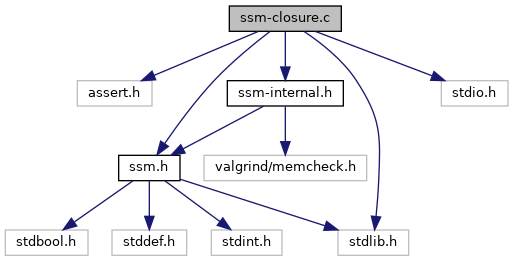 ssm-closure.c
assert.h
ssm-internal.h
stdio.h
ssm.h
valgrind/memcheck.h
stdbool.h
stddef.h
stdint.h
stdlib.h